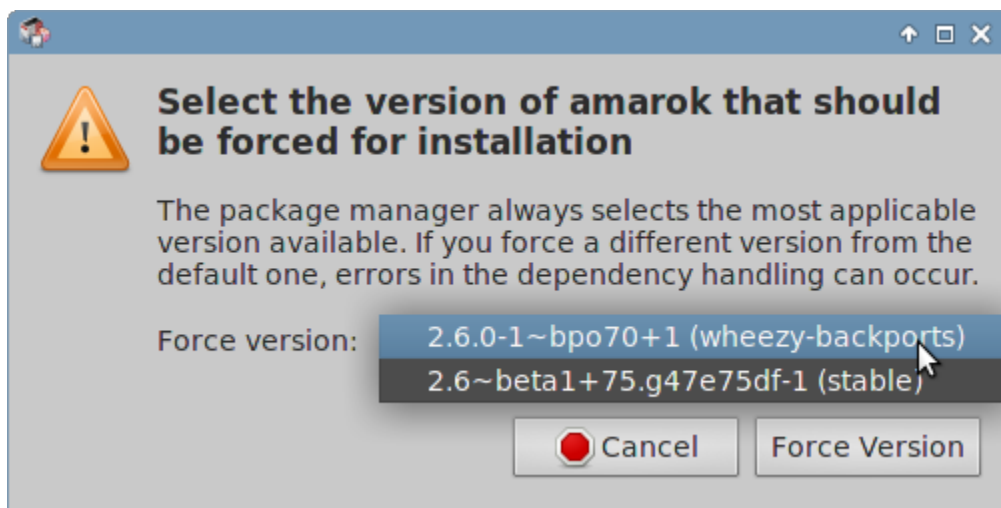 Select the version of amarok that should
be forced for installation
The package manager always selects the most applicable
version available. If you force a different version from the
default one, errors in the dependency handling can occur.
Force version:
2.6.0-1~bpo70+1 (wheezy-backports)
2.6~beta1+75.g47e75df-1 (stable)
Cancel
Force Version